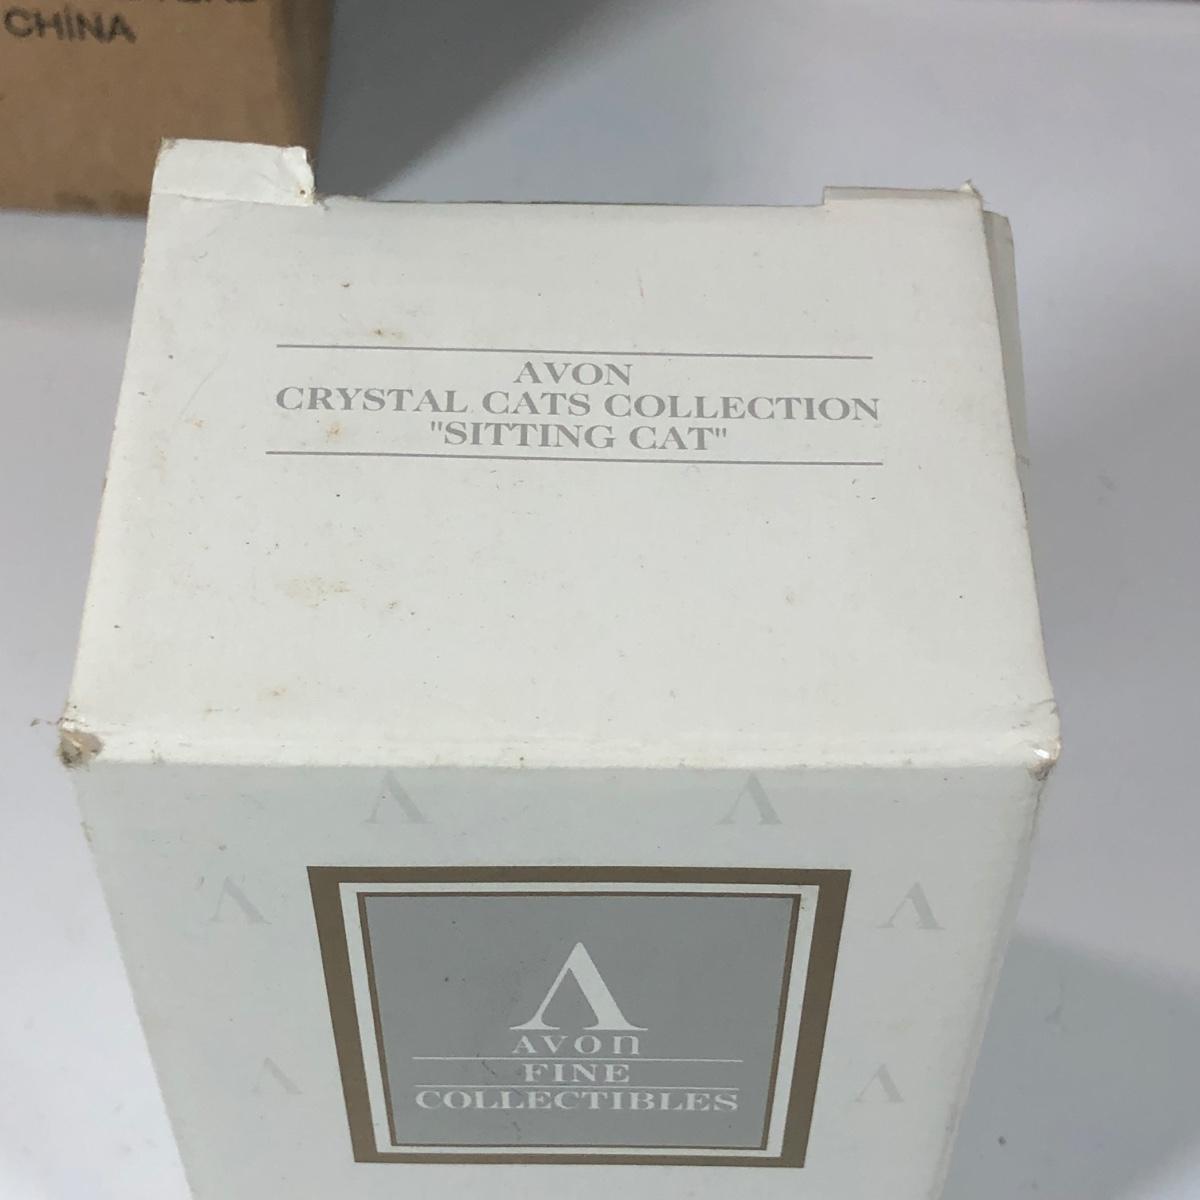 CHINA
AVON
CRYSTAL CATS COLLECTION
"SITTING CAT"
AVON
FINE
COLLECTIBLES